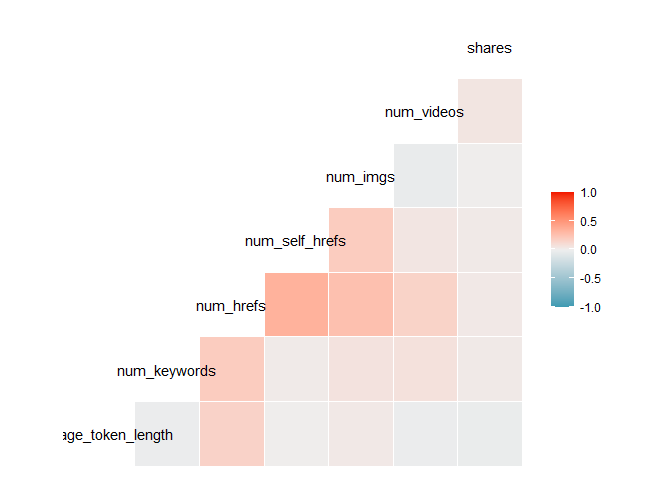 shares
num_videos
num_imgs
num_self_hrefs
num_hrefs
num_keywords
age_token_length
1.0
0.5
0.0
-0.5
-1.0